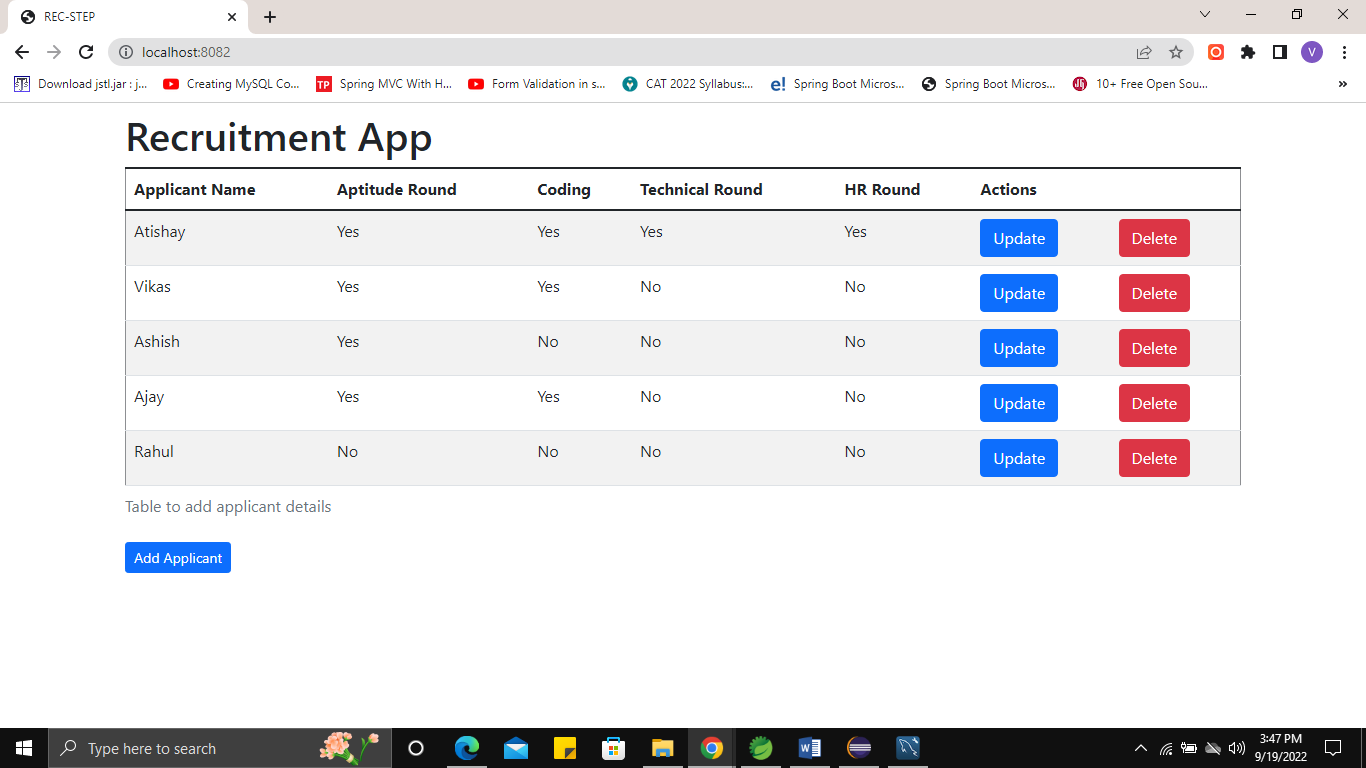 REC-STEP
localhost:8082
Download jstl.jar : j... Creating MySQL Co... TP Spring MVC With H... Form Validation in s... CAT 2022 Syllabus:... e! Spring Boot Micros... Spring Boot Micros... 10+ Free Open Sou... »
V
Recruitment App
Applicant Name Aptitude Round Coding Technical Round HR Round Actions
Atishay Yes Yes Yes Yes Update Delete
Vikas Yes Yes No No Update Delete
Ashish Yes No No No Update Delete
Ajay Yes Yes No No Update Delete
Rahul No No No No Update Delete
Table to add applicant details
Add Applicant
Type here to search
3:47 PM
9/19/2022